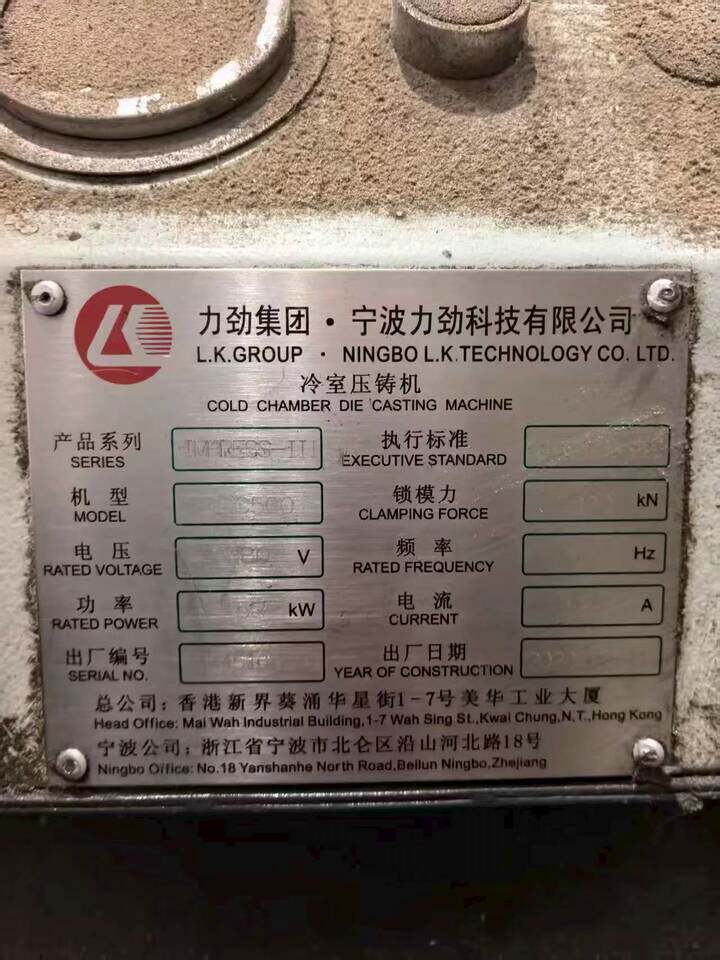 力劲集团·宁波力劲科技有限公司
L.K.GROUP · NINGBO L.K.TECHNOLOGY CO. LTD.
冷室压铸机
COLD CHAMBER DIE CASTING MACHINE
产品系列 IMPRESS-III 执行标准
SERIES EXECUTIVE STANDARD
机型 锁模力 kN
MODEL CLAMPING FORCE
电压 V 频率 Hz
RATED VOLTAGE RATED FREQUENCY
功率 kW 电流 A
RATED POWER CURRENT
出厂编号 出厂日期
SERIAL NO. YEAR OF CONSTRUCTION
总公司:香港新界葵涌华星街1-7号美华工业大厦
Head Office: Mai Wah Industrial Building,1-7 Wah Sing St.,Kwai Chung,N.T.,Hong Kong
宁波公司:浙江省宁波市北仑区沿山河北路18号
Ningbo Office: No.18 Yanshanhe North Road,Beilun Ningbo,Zhejiang